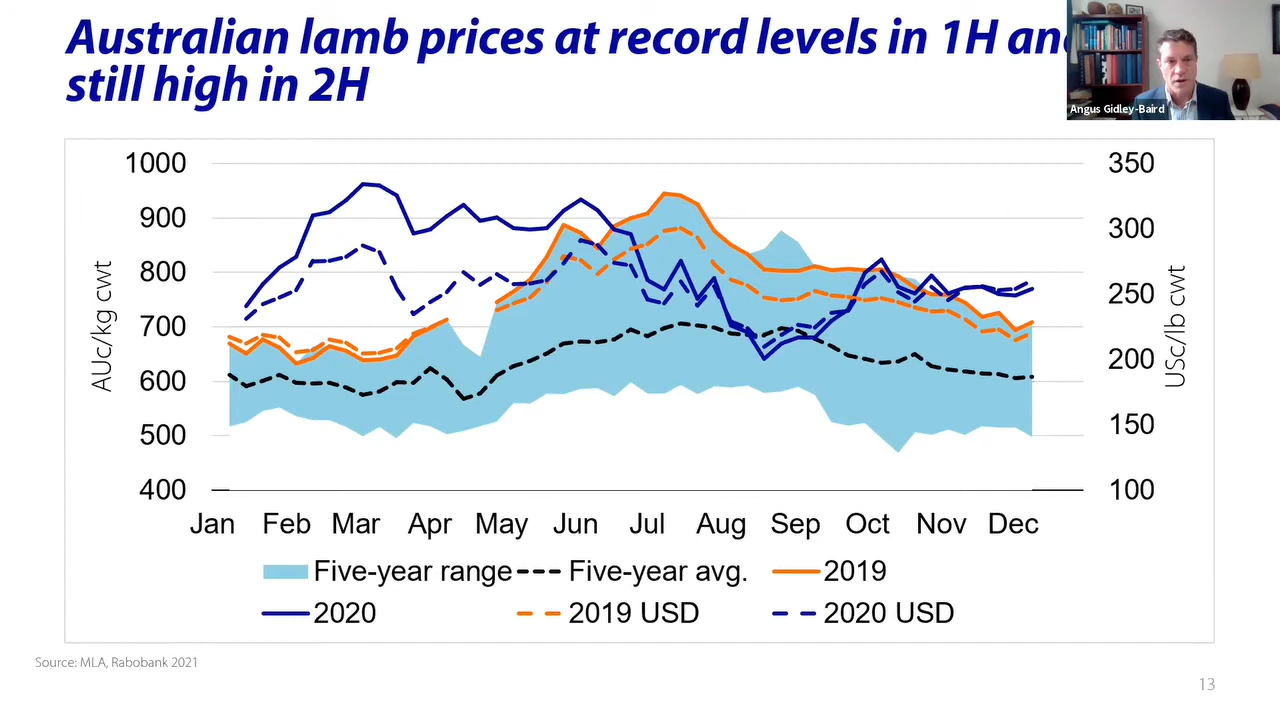 Australian lamb prices at record levels in 1H an
still high in 2H
Angus Gidley-Baird
1000
900
800
700
600
500
400
AUc/kg cwt
350
300
250
200
150
100
USc/lb cwt
Jan Feb Mar Apr May Jun Jul Aug Sep Oct Nov Dec
Five-year range Five-year avg. 2019
2020 2019 USD 2020 USD
Source: MLA, Rabobank 2021
13